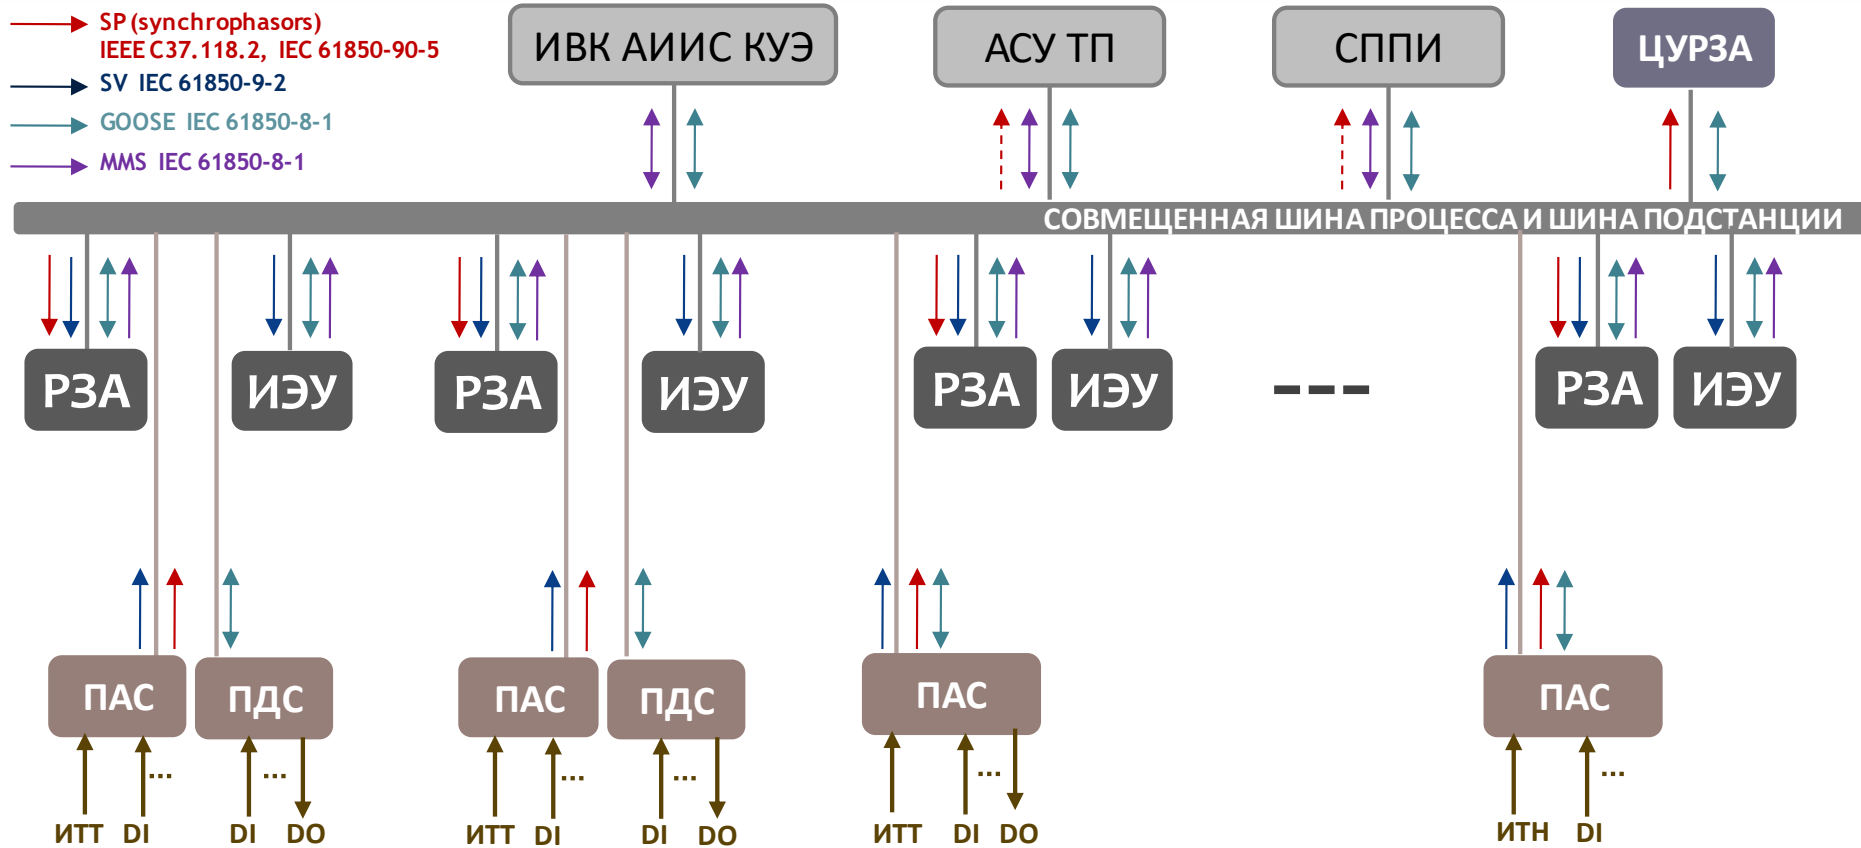 SP (synchrophasors)
IEEE C37.118.2, IEC 61850-90-5
SV IEC 61850-9-2
GOOSE IEC 61850-8-1
MMS IEC 61850-8-1
ИВК АИИС КУЭ
АСУ ТП
СППИ
ЦУРЗА
СОВМЕЩЕННАЯ ШИНА ПРОЦЕССА И ШИНА ПОДСТАНЦИИ
РЗА
ИЭУ
РЗА
ИЭУ
РЗА
ИЭУ
---
РЗА
ИЭУ
ПАС
ПДС
ПАС
ПДС
ПАС
ПАС
...
...
...
...
...
...
ИТТ DI
DI DO
ИТТ DI
DI DO
ИТТ DI DO
ИТН DI